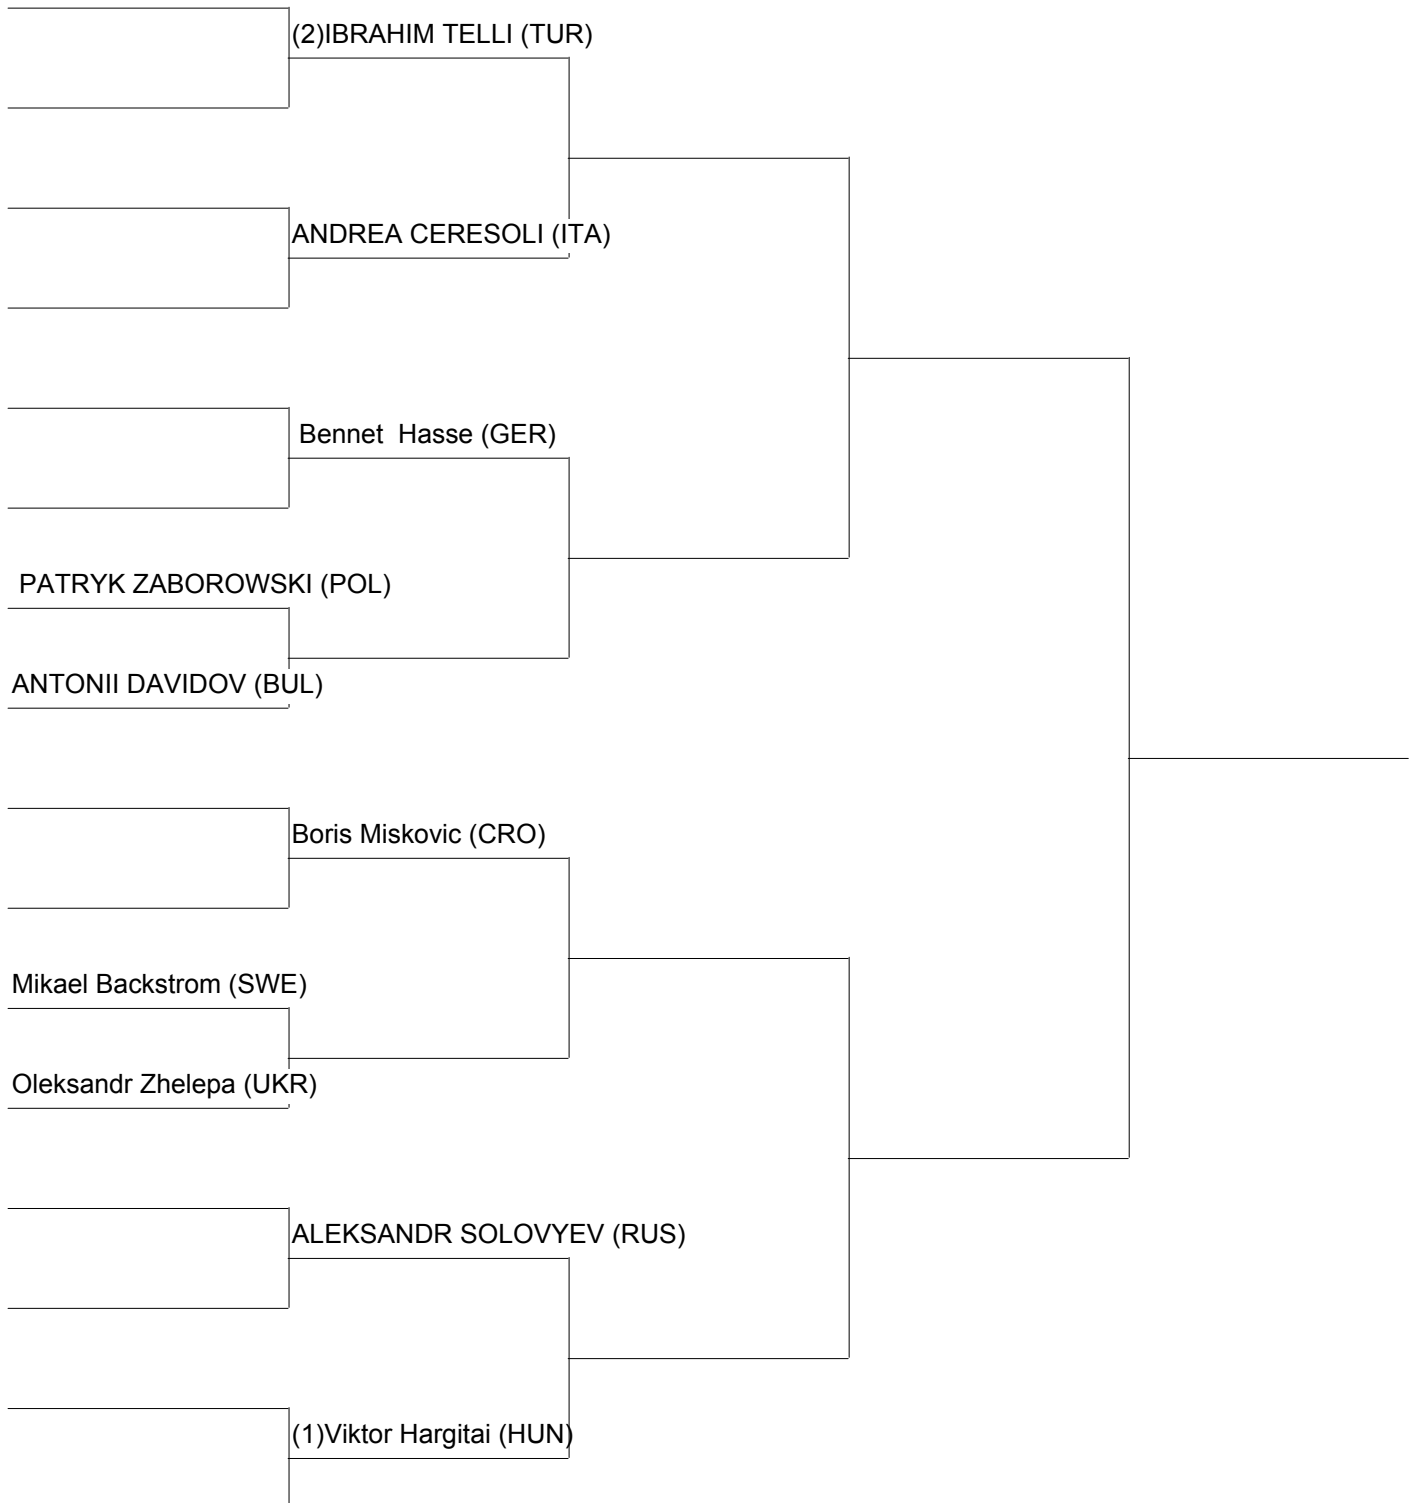 (2)IBRAHIM TELLI (TUR)
ANDREA CERESOLI (ITA)
Bennet  Hasse (GER)
PATRYK ZABOROWSKI (POL)
ANTONII DAVIDOV (BUL)
Boris Miskovic (CRO)
Mikael Backstrom (SWE)
Oleksandr Zhelepa (UKR)
ALEKSANDR SOLOVYEV (RUS)
(1)Viktor Hargitai (HUN)